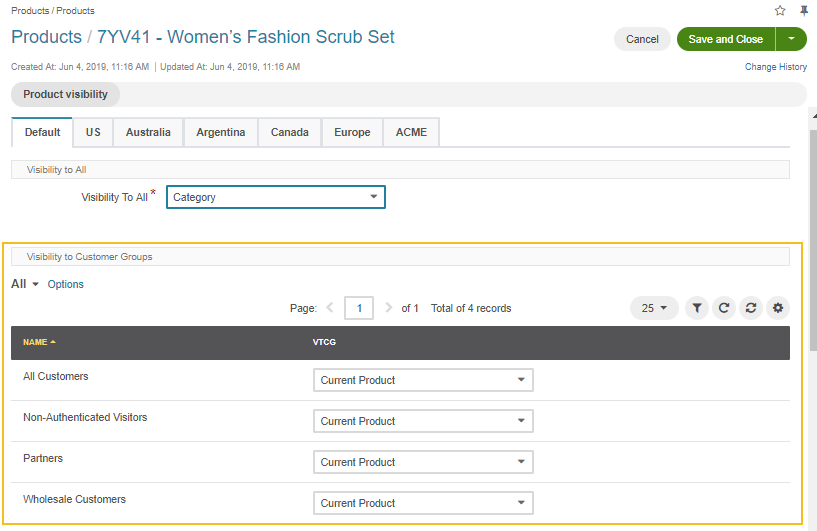 Products / Products
Products / 7YV41 - Women's Fashion Scrub Set
Cancel
Save and Close
Created At: Jun 4, 2019, 11:16 AM | Updated At: Jun 4, 2019, 11:16 AM
Change History
Product visibility
Default US Australia Argentina Canada Europe ACME
Visibility to All
Visibility To All * Category
Visibility to Customer Groups
All Options
Page: 1 of 1 Total of 4 records 25
NAME VTCG
All Customers Current Product
Non-Authenticated Visitors Current Product
Partners Current Product
Wholesale Customers Current Product